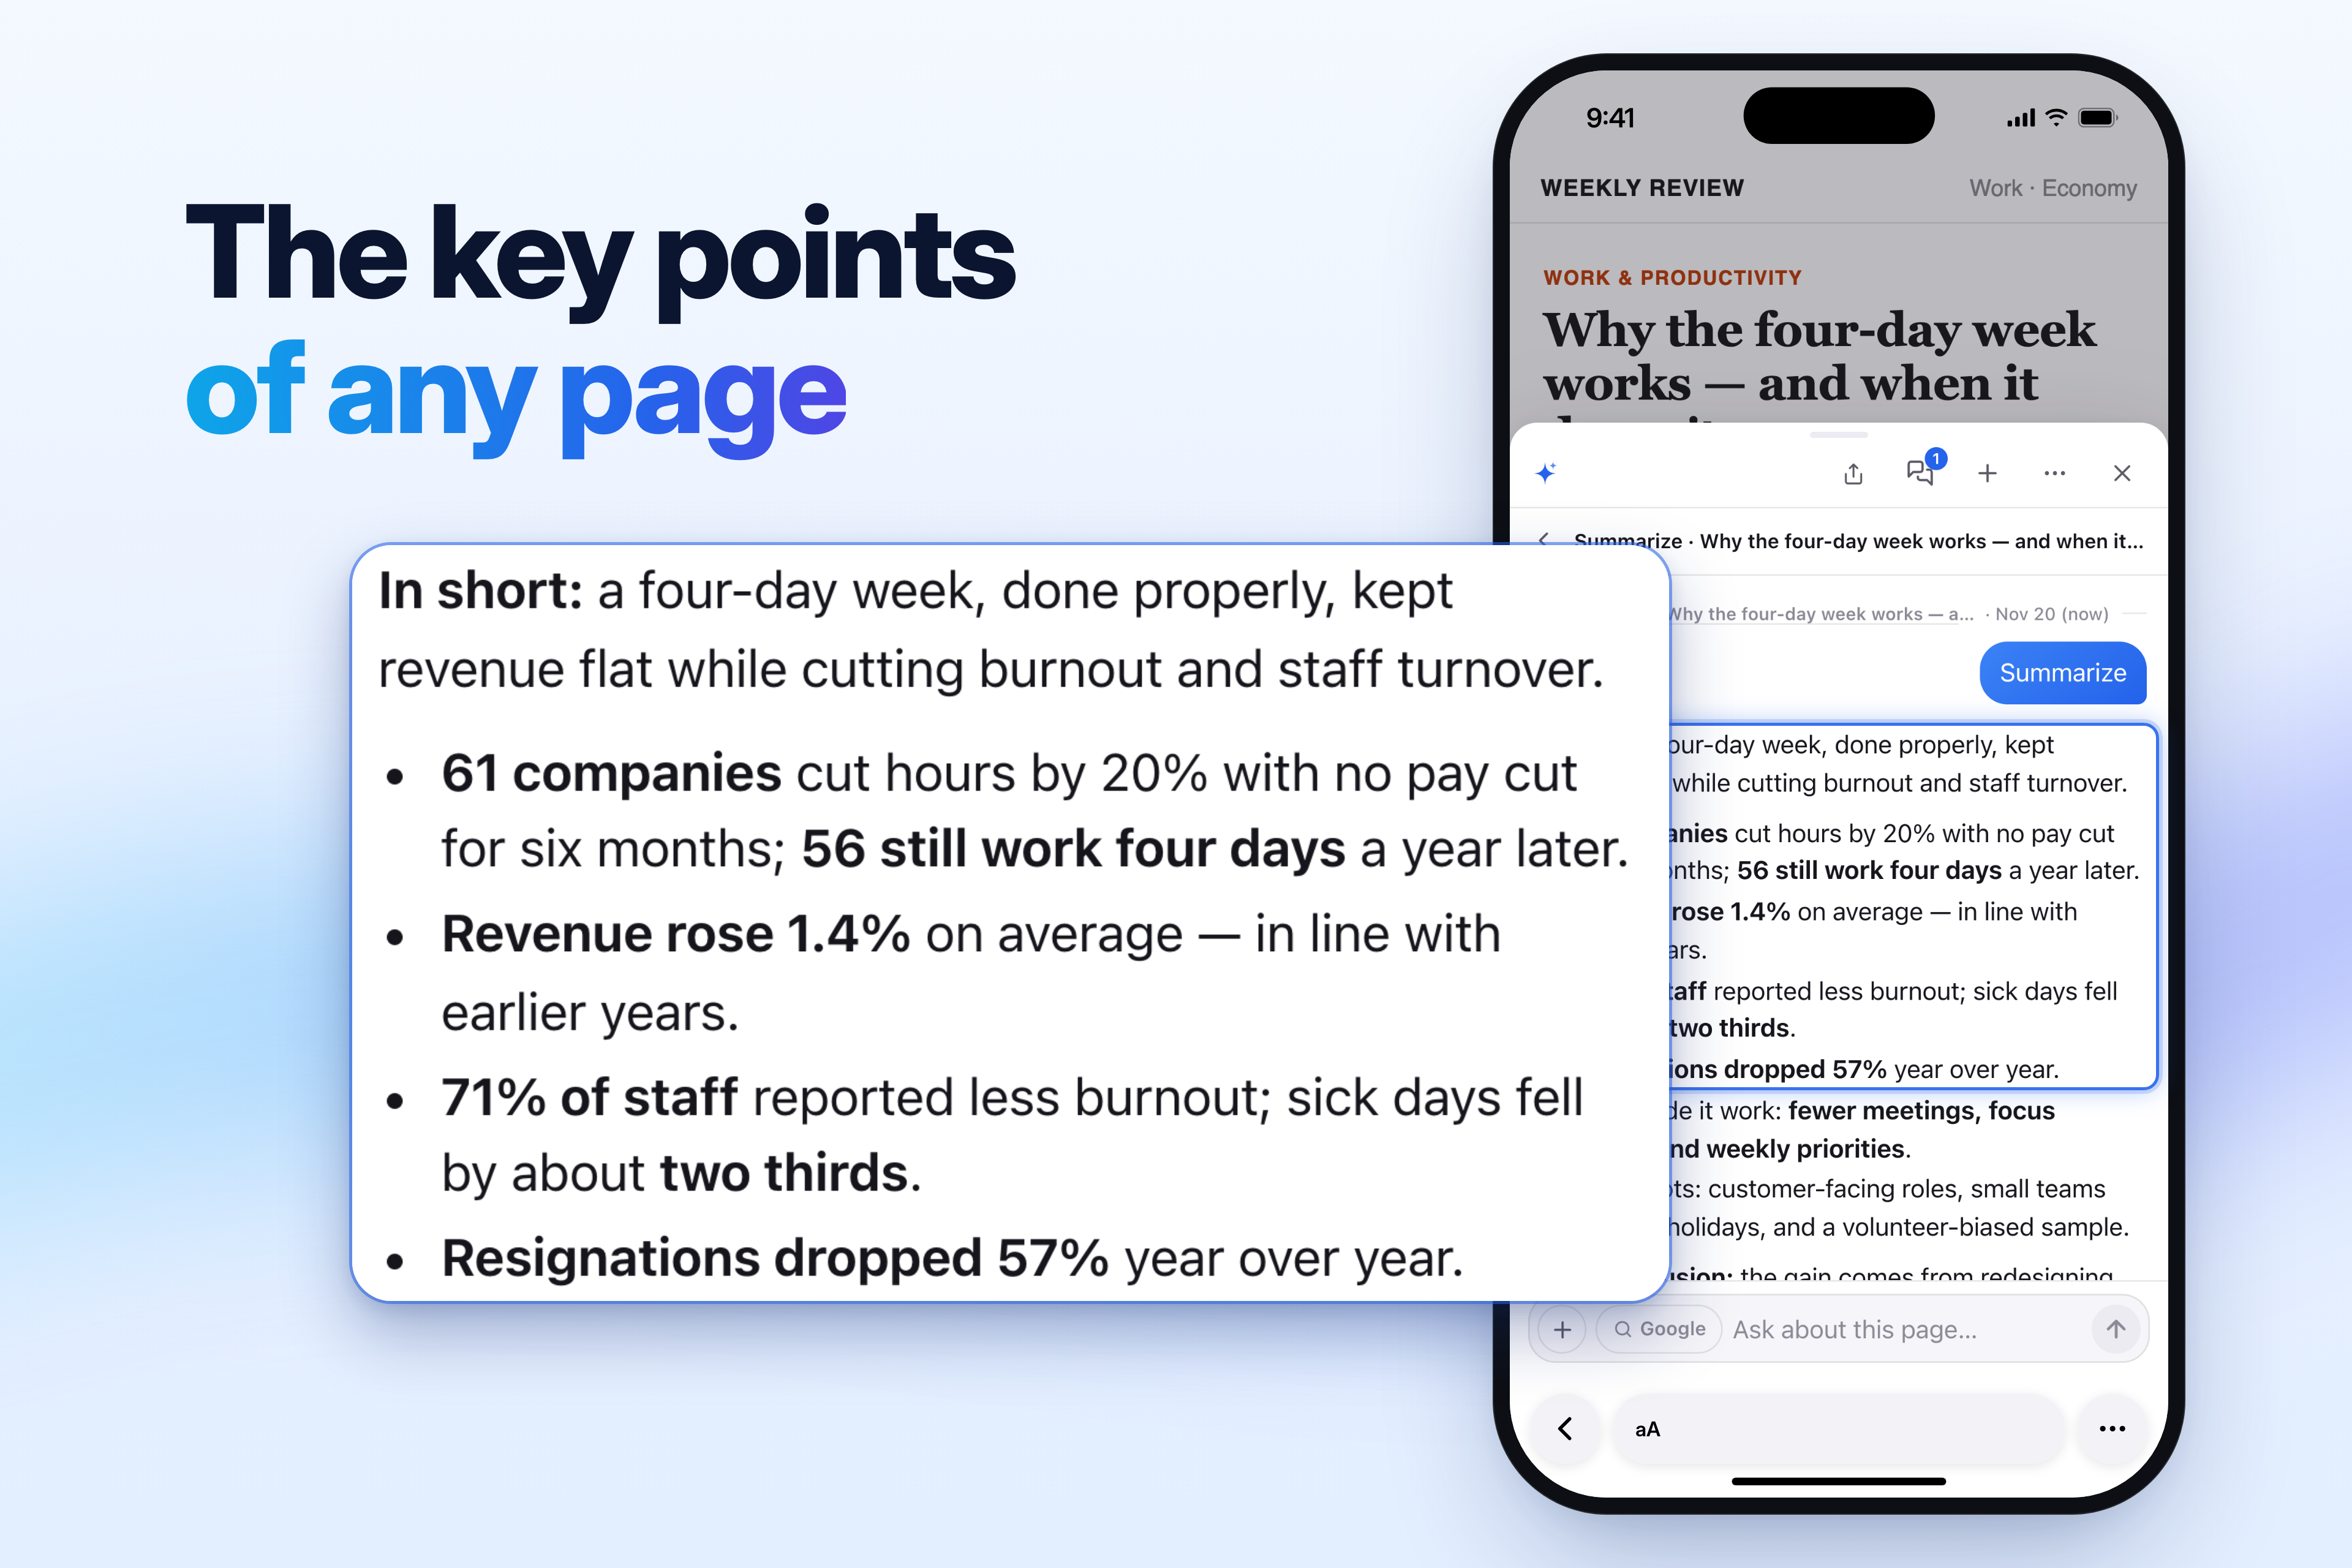 The key points
of any page
In short: a four-day week, done properly, kept
revenue flat while cutting burnout and staff turnover.
• 61 companies cut hours by 20% with no pay cut
for six months; 56 still work four days a year later.
• Revenue rose 1.4% on average — in line with
earlier years.
• 71% of staff reported less burnout; sick days fell
by about two thirds.
• Resignations dropped 57% year over year.
9:41
WEEKLY REVIEW
Work · Economy
WORK & PRODUCTIVITY
Why the four-day week
works — and when it
1
Summarize · Why the four-day week works — and when it...
Why the four-day week works — a... · Nov 20 (now)
Summarize
four-day week, done properly, kept
while cutting burnout and staff turnover.
cut hours by 20% with no pay cut
56 still work four days a year later.
rose 1.4% on average — in line with
reported less burnout; sick days fell
two thirds.
dropped 57% year over year.
it work: fewer meetings, focus
weekly priorities.
customer-facing roles, small teams
holidays, and a volunteer-biased sample.
the gain comes from redesigning
Google
Ask about this page...
aA